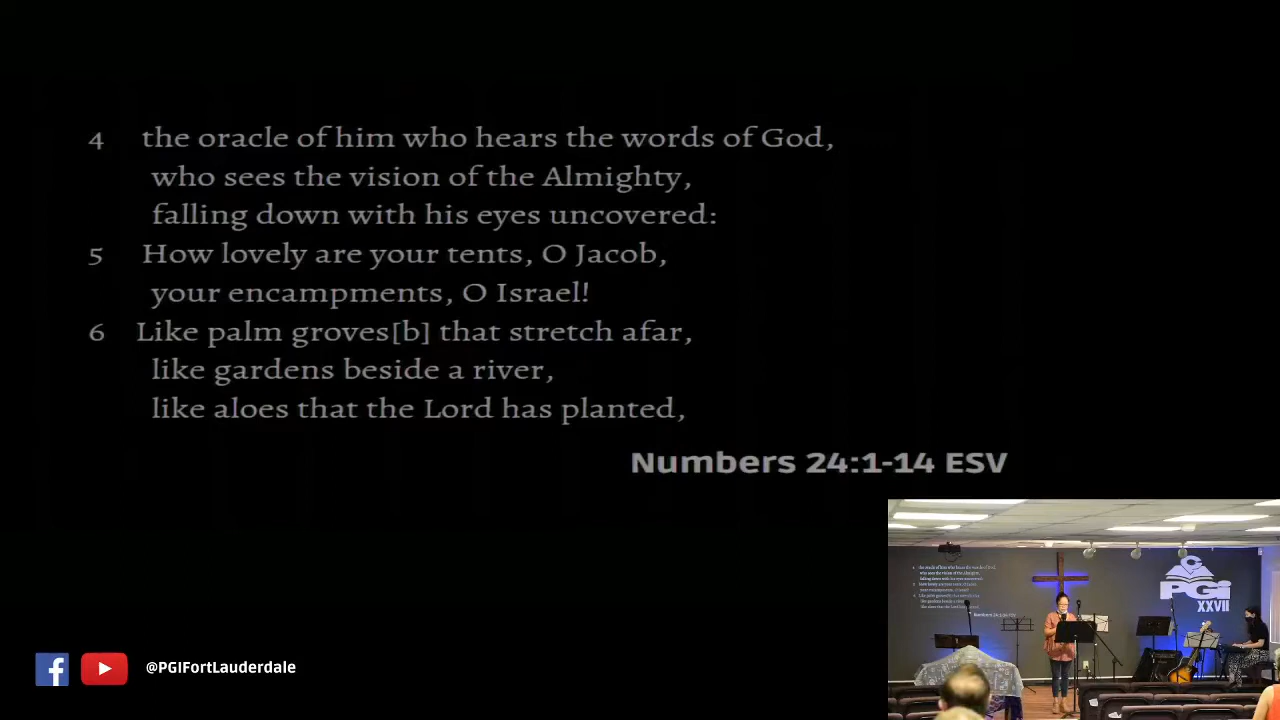 4 the oracle of him who hears the words of God,
who sees the vision of the Almighty,
falling down with his eyes uncovered:
5 How lovely are your tents, O Jacob,
your encampments, O Israel!
6 Like palm groves[b] that stretch afar,
like gardens beside a river,
like aloes that the Lord has planted,
Numbers 24:1-14 ESV
C
PGI
XXVII
@PGIFortLauderdale